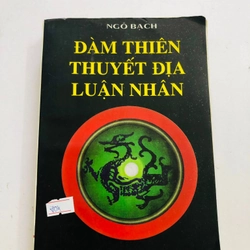 NGÔ BẠCH
ĐÀM THIÊN
THUYẾT ĐỊA
LUẬN NHÂN